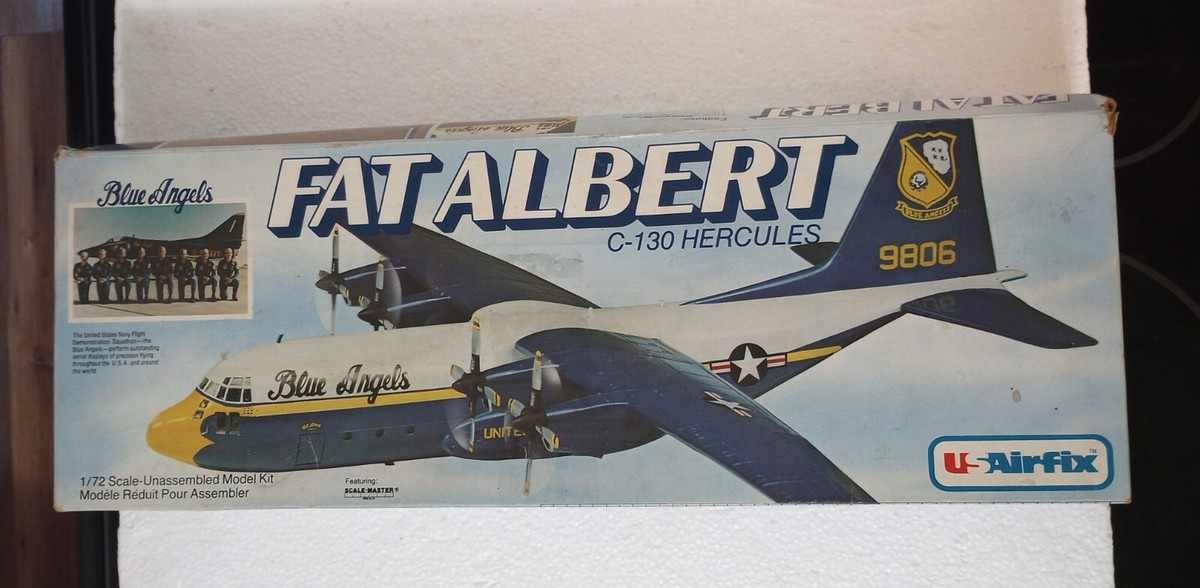 FAT ALBERT
Blue Angels
FAT ALBERT
C-130 HERCULES
BLUE ANGELS
9806
The United States Navy Flight
Demonstration Squadron—the
Blue Angels—perform outstanding
aerial displays of precision flying
throughout the U.S.A. and around
the world.
Blue Angels
UNITE
1/72 Scale-Unassembled Model Kit
Modèle Réduit Pour Assembler
Featuring:
SCALE-MASTER®
USAirfix™